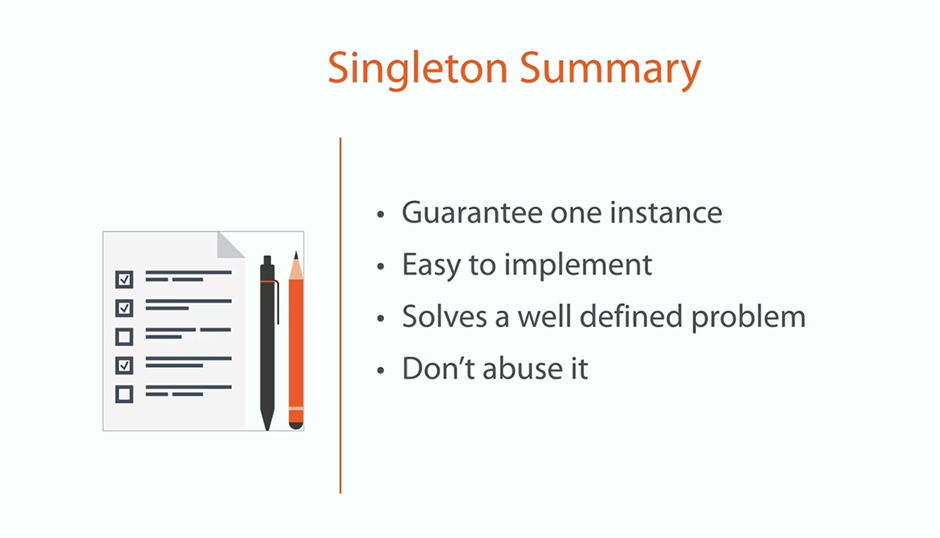 Singleton Summary
• Guarantee one instance
• Easy to implement
• Solves a well defined problem
• Don’t abuse it